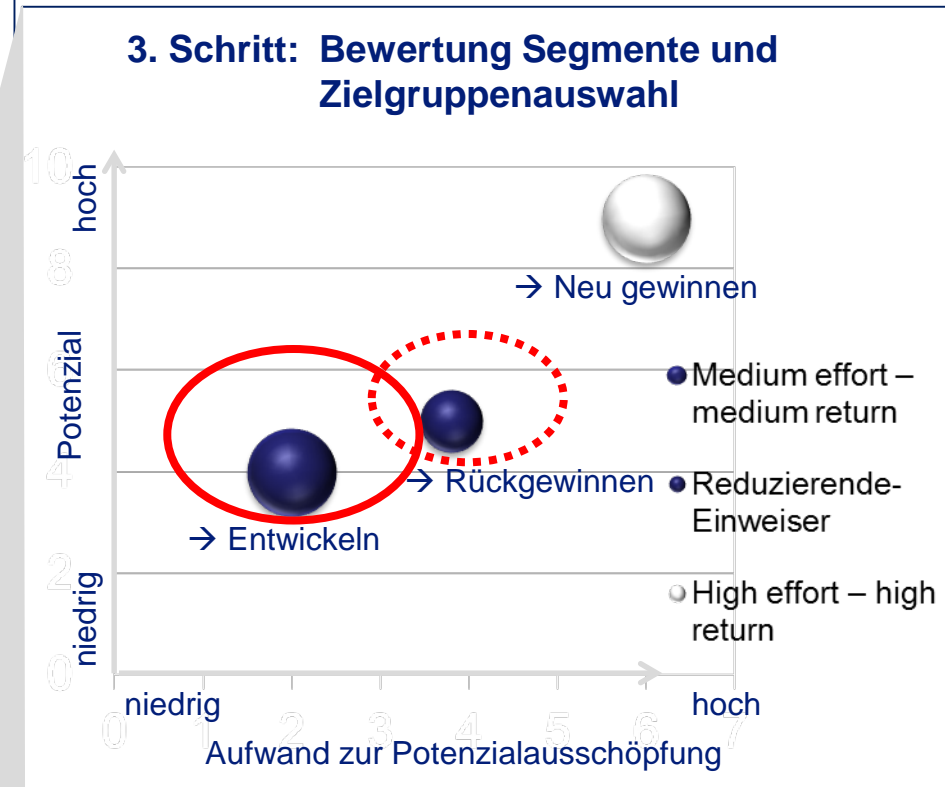 3. Schritt: Bewertung Segmente und
Zielgruppenauswahl
10
hoch
8
→ Neu gewinnen
6
Potenzial
Medium effort –
medium return
4
→ Rückgewinnen
Reduzierende-
Einweiser
→ Entwickeln
2
niedrig
High effort – high
return
0
niedrig
hoch
0 1 2 3 4 5 6 7
Aufwand zur Potenzialausschöpfung